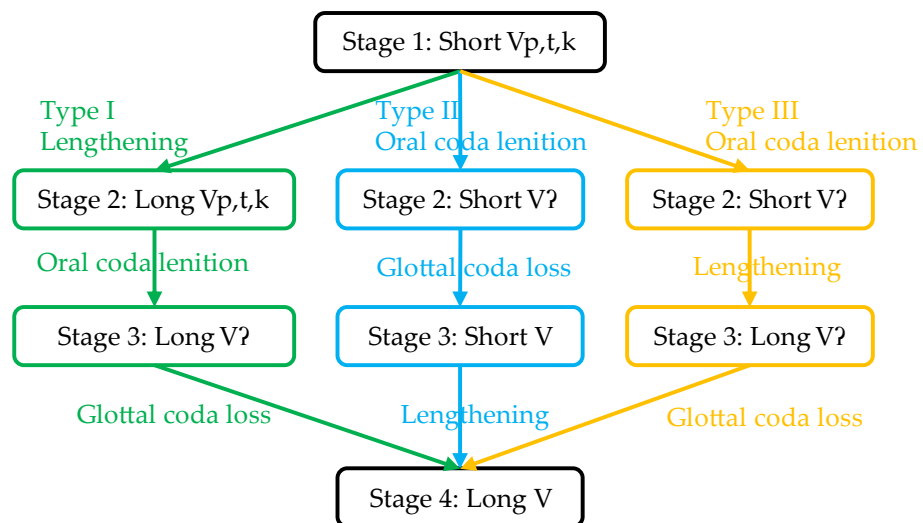 Stage 1: Short Vp,t,k
Type I
Lengthening
Type II
Oral coda lenition
Type III
Oral coda lenition
Stage 2: Long Vp,t,k
Stage 2: Short Vʔ
Stage 2: Short Vʔ
Oral coda lenition
Glottal coda loss
Lengthening
Stage 3: Long Vʔ
Stage 3: Short V
Stage 3: Long Vʔ
Glottal coda loss
Lengthening
Glottal coda loss
Stage 4: Long V